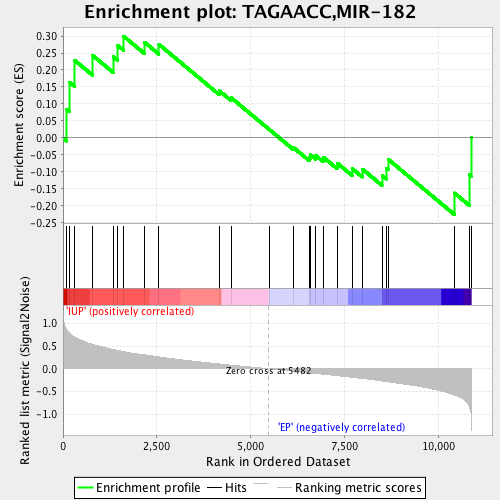 Enrichment plot: TAGAACC,MIR-182
Enrichment score (ES)
0.30
0.25
0.20
0.15
0.10
0.05
0.00
-0.05
-0.10
-0.15
-0.20
-0.25
Ranked list metric (Signal2Noise)
1.0
0.5
0.0
-0.5
-1.0
'IUP' (positively correlated)
Zero cross at 5482
'EP' (negatively correlated)
0
2,500
5,000
7,500
10,000
Rank in Ordered Dataset
Enrichment profile
Hits
Ranking metric scores